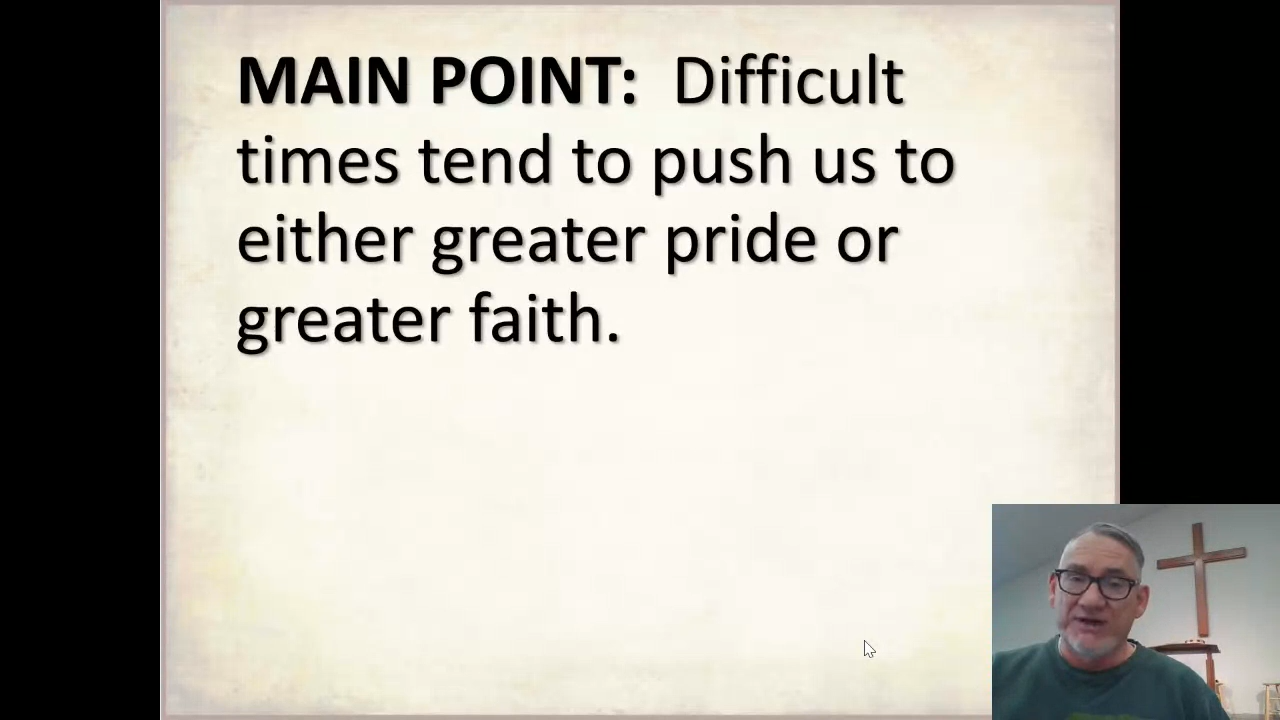 MAIN POINT: Difficult
times tend to push us to
either greater pride or
greater faith.